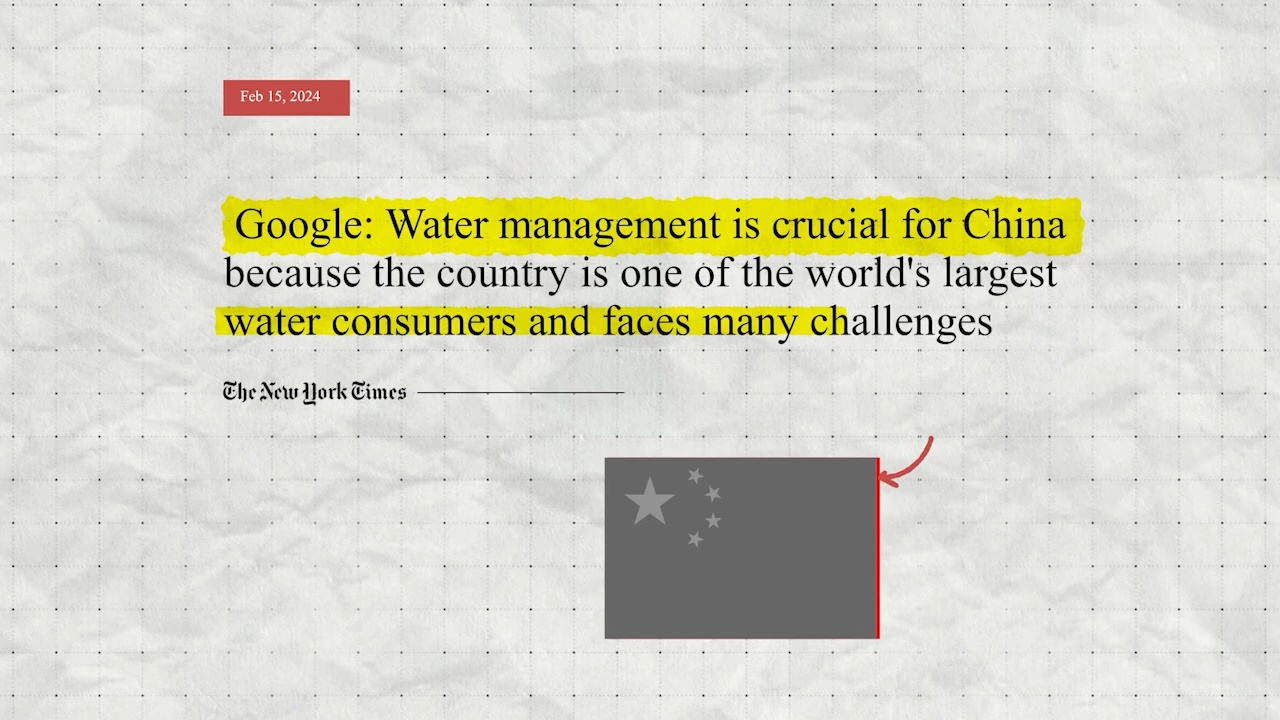 Feb 15, 2024
Google: Water management is crucial for China
because the country is one of the world's largest
water consumers and faces many challenges
The New York Times